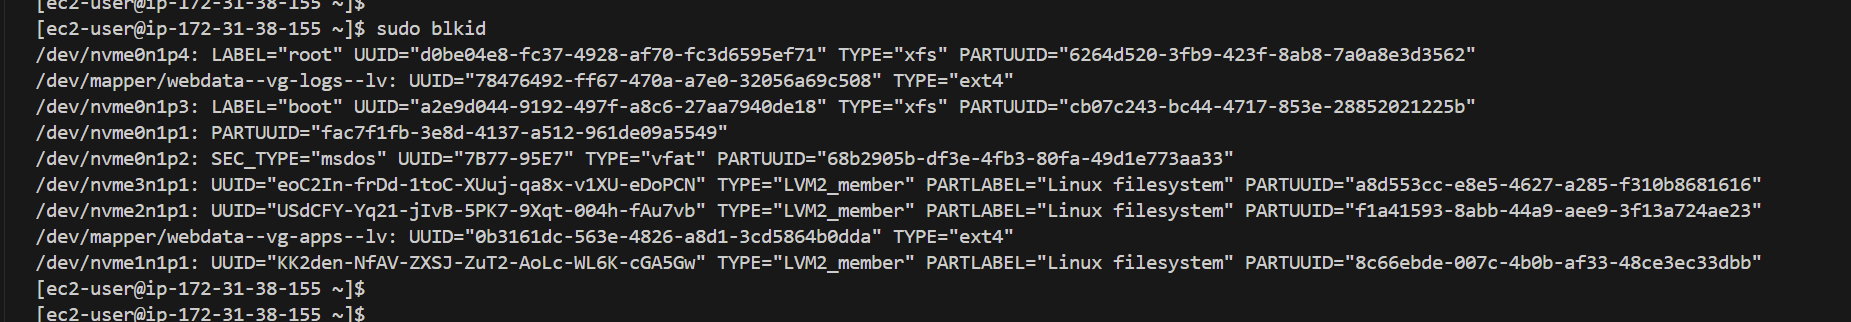 [ec2-user@ip-172-31-38-155 ~]$
[ec2-user@ip-172-31-38-155 ~]$ sudo blkid
/dev/nvme0n1p4: LABEL="root" UUID="d0be04e8-fc37-4928-af70-fc3d6595ef71" TYPE="xfs" PARTUUID="6264d520-3fb9-423f-8ab8-7a0a8e3d3562"
/dev/mapper/webdata--vg-logs--lv: UUID="78476492-ff67-470a-a7e0-32056a69c508" TYPE="ext4"
/dev/nvme0n1p3: LABEL="boot" UUID="a2e9d044-9192-497f-a8c6-27aa7940de18" TYPE="xfs" PARTUUID="cb07c243-bc44-4717-853e-28852021225b"
/dev/nvme0n1p1: PARTUUID="fac7f1fb-3e8d-4137-a512-961de09a5549"
/dev/nvme0n1p2: SEC_TYPE="msdos" UUID="7B77-95E7" TYPE="vfat" PARTUUID="68b2905b-df3e-4fb3-80fa-49d1e773aa33"
/dev/nvme3n1p1: UUID="eoC2In-frDd-1toC-XUuj-qa8x-v1XU-eDoPCN" TYPE="LVM2_member" PARTLABEL="Linux filesystem" PARTUUID="a8d553cc-e8e5-4627-a285-f310b8681616"
/dev/nvme2n1p1: UUID="USdCFY-Yq21-jIvB-5PK7-9Xqt-004h-fAu7vb" TYPE="LVM2_member" PARTLABEL="Linux filesystem" PARTUUID="f1a41593-8abb-44a9-aee9-3f13a724ae23"
/dev/mapper/webdata--vg-apps--lv: UUID="0b3161dc-563e-4826-a8d1-3cd5864b0dda" TYPE="ext4"
/dev/nvme1n1p1: UUID="KK2den-NfAV-ZXSJ-ZuT2-AoLc-WL6K-cGA5Gw" TYPE="LVM2_member" PARTLABEL="Linux filesystem" PARTUUID="8c66ebde-007c-4b0b-af33-48ce3ec33dbb"
[ec2-user@ip-172-31-38-155 ~]$
[ec2-user@ip-172-31-38-155 ~]$